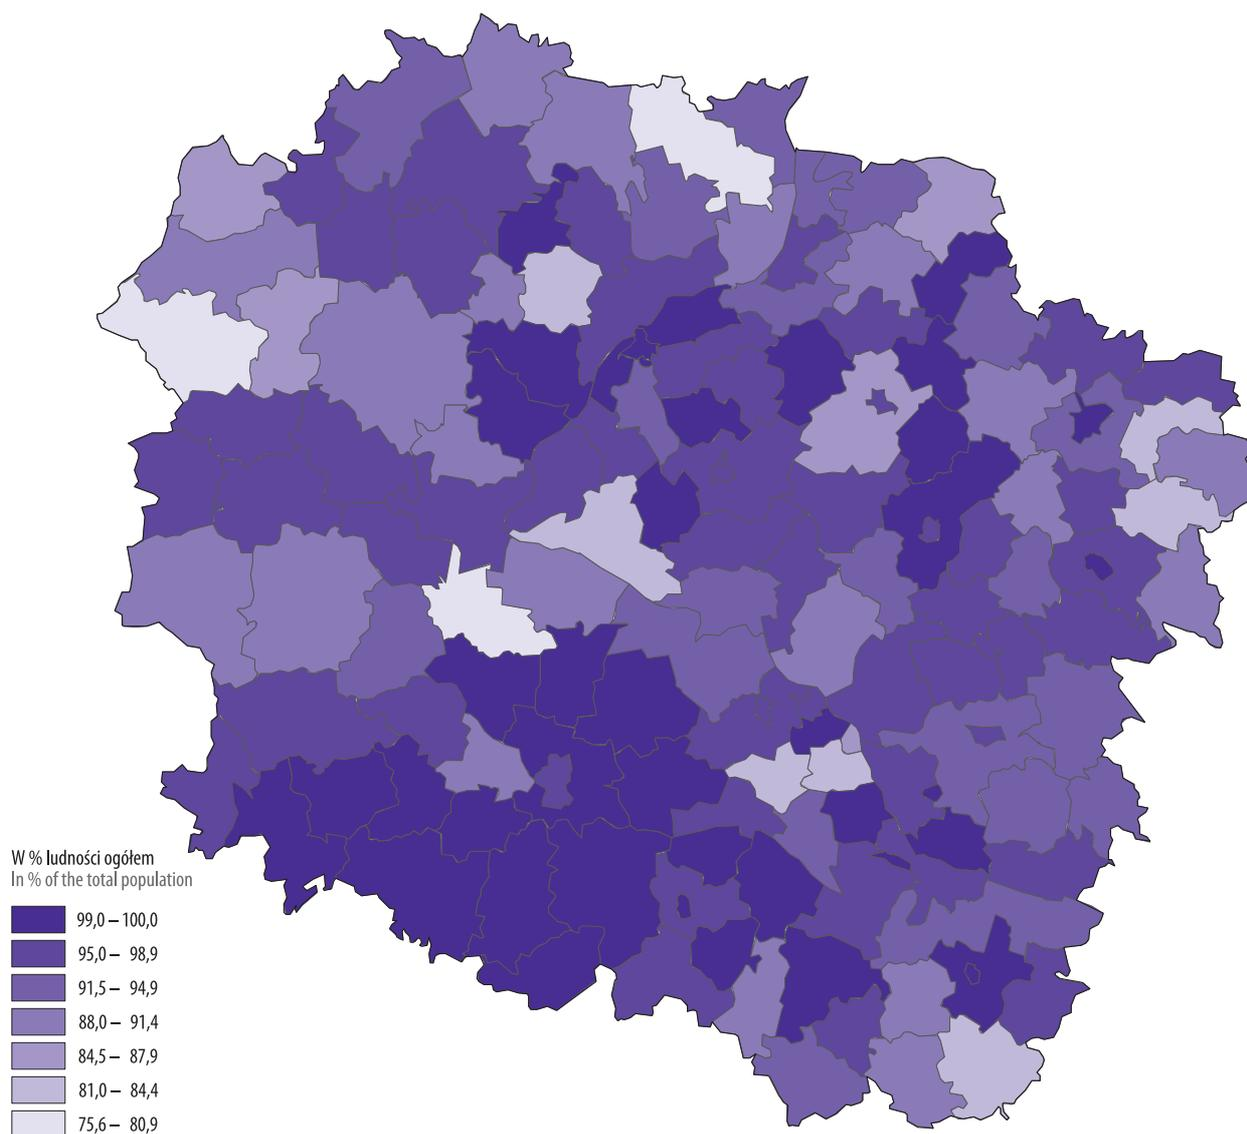 W % ludności ogółem
In % of the total population
99,0 – 100,0
95,0 – 98,9
91,5 – 94,9
88,0 – 91,4
84,5 – 87,9
81,0 – 84,4
75,6 – 80,9